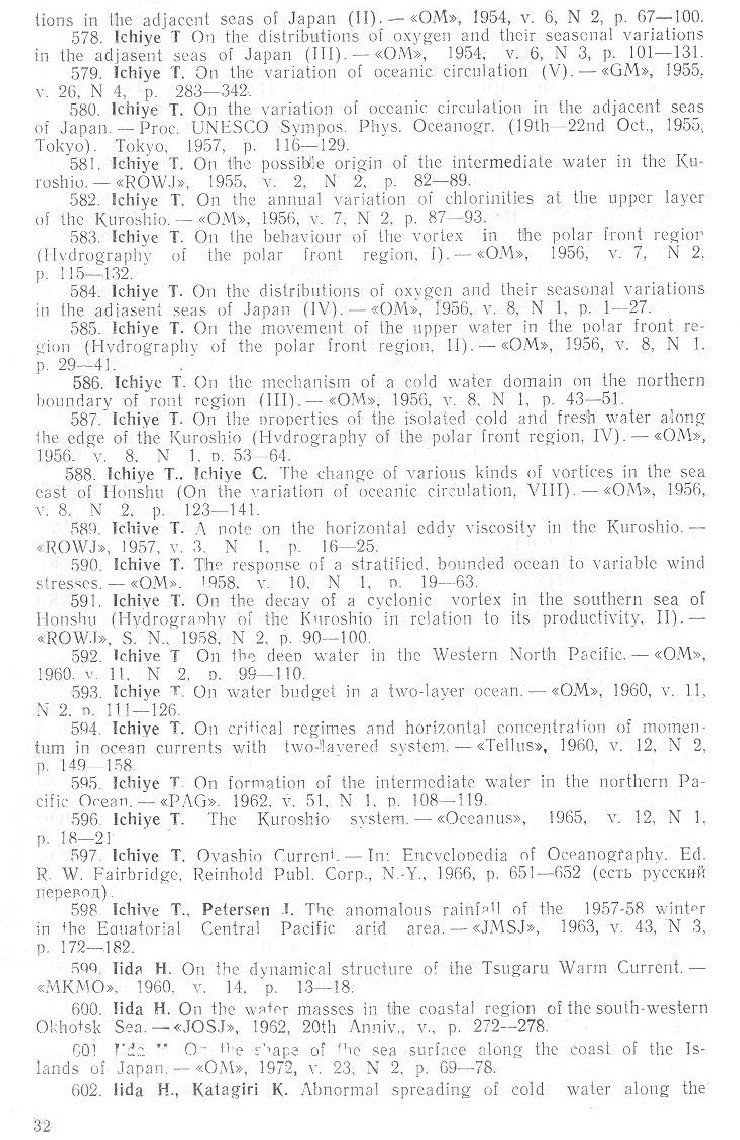 tions in the adjacent seas of Japan (II). — «OM», 1954, v. 6, N 2, p. 67—100.
578. Ichiye T On the distributions of oxygen and their seasonal variations
in the adjasent seas of Japan (III). — «OM», 1954, v. 6, N 3, p. 101—131.
579. Ichiye T. On the variation of oceanic circulation (V). — «GM», 1955,
v. 26, N 4, p. 283—342.
580. Ichiye T. On the variation of oceanic circulation in the adjacent seas
of Japan. — Proc. UNESCO Sympos. Phys. Oceanogr. (19th—22nd Oct., 1955,
Tokyo). Tokyo, 1957, p. 116—129.
581. Ichiye T. On the possible origin of the intermediate water in the Ku-
roshio. — «ROWJ», 1955, v. 2, N 2, p. 82—89.
582. Ichiye T. On the annual variation of chlorinities at the upper layer
of the Kuroshio. — «OM», 1956, v. 7, N 2, p. 87—93.
583. Ichiye T. On the behaviour of the vortex in the polar front region
(Hydrography of the polar front region, I). — «OM», 1956, v. 7, N 2,
p. 115—132.
584. Ichiye T. On the distributions of oxygen and their seasonal variations
in the adjasent seas of Japan (IV). — «OM», 1956, v. 8, N 1, p. 1—27.
585. Ichiye T. On the movement of the upper water in the polar front re-
gion (Hydrography of the polar front region, II). — «OM», 1956, v. 8, N 1.
p. 29—41.
586. Ichiye T. On the mechanism of a cold water domain on the northern
boundary of ront region (III). — «OM», 1956, v. 8, N 1, p. 43—51.
587. Ichiye T. On the properties of the isolated cold and fresh water along
the edge of the Kuroshio (Hydrography of the polar front region, IV). — «OM»,
1956. v. 8, N 1, p. 53—64.
588. Ichiye T., Ichiye C. The change of various kinds of vortices in the sea
east of Honshu (On the variation of oceanic circulation, VIII). — «OM», 1956,
v. 8. N 2, p. 123—141.
589. Ichiye T. A note on the horizontal eddy viscosity in the Kuroshio. —
«ROWJ», 1957, v. 3. N 1, p. 16—25.
590. Ichiye T. The response of a stratified, bounded ocean to variable wind
stresses. — «OM». 1958, v. 10, N 1, p. 19—63.
591. Ichiye T. On the decay of a cyclonic vortex in the southern sea of
Honshu (Hydrography of the Kuroshio in relation to its productivity, II). —
«ROWJ», S. N., 1958, N 2, p. 90—100.
592. Ichiye T On the deep water in the Western North Pacific. — «OM»,
1960. v. 11, N 2, p. 99—110.
593. Ichiye T. On water budget in a two-layer ocean. — «OM», 1960, v. 11,
N 2, p. 111—126.
594. Ichiye T. On critical regimes and horizontal concentration of momen-
tum in ocean currents with two-layered system. — «Tellus», 1960, v. 12, N 2,
p. 149—158.
595. Ichiye T. On formation of the intermediate water in the northern Pa-
cific Ocean. — «PAG». 1962, v. 51, N 1, p. 108—119.
596. Ichiye T. The Kuroshio system. — «Oceanus», 1965, v. 12, N 1,
p. 18—21
597. Ichiye T. Oyashio Current. — In: Encyclopedia of Oceanography. Ed.
R. W. Fairbridge, Reinhold Publ. Corp., N.-Y., 1966, p. 651—652 (есть русский
перевод).
598 Ichiye T., Petersen J. The anomalous rainfall of the 1957-58 winter
in the Equatorial Central Pacific arid area. — «JMSJ», 1963, v. 43, N 3,
p. 172—182.
599. Iida H. On the dynamical structure of the Tsugaru Warm Current. —
«MKMO», 1960, v. 14, p. 13—18.
600. Iida H. On the water masses in the coastal region of the south-western
Okhotsk Sea. — «JOSJ», 1962, 20th Anniv., v., p. 272—278.
601 On the shape of the sea surface along the coast of the Is-
lands of Japan. — «OM», 1972, v. 23, N 2, p. 69—78.
602. Iida H., Katagiri K. Abnormal spreading of cold water along the
32